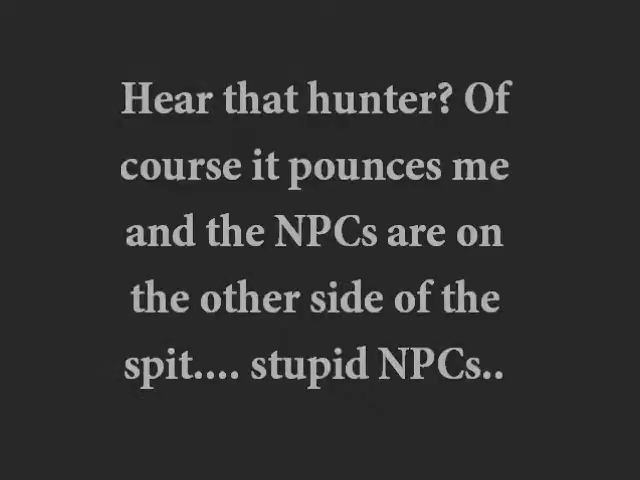 Hear that hunter? Of
course it pounces me
and the NPCs are on
the other side of the
spit.... stupid NPCs..